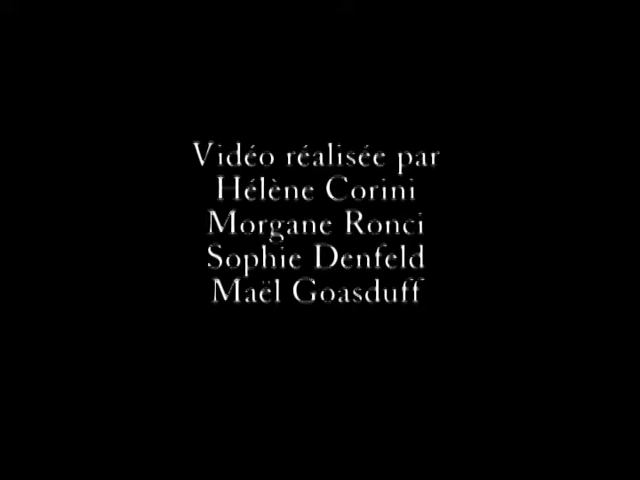 Vidéo réalisée par
Hélène Corini
Morgane Ronci
Sophie Denfeld
Maël Goasduff